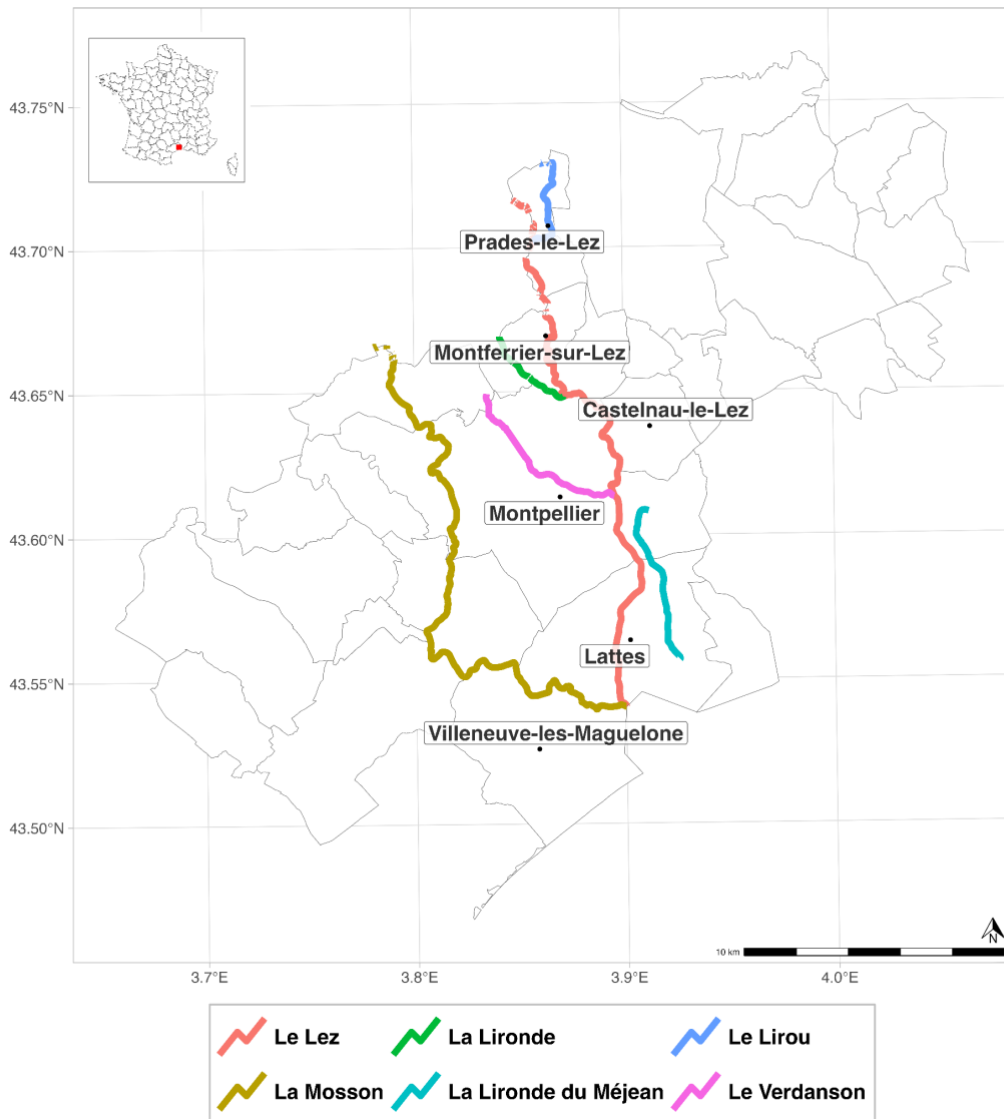 43.75°N
43.70°N
43.65°N
43.60°N
43.55°N
43.50°N
Prades-le-Lez
Montferrier-sur-Lez
Castelnau-le-Lez
Montpellier
Lattes
Villeneuve-les-Maguelone
N
10 km
3.7°E 3.8°E 3.9°E 4.0°E
Le Lez La Lironde Le Lirou
La Mosson La Lironde du Méjean Le Verdanson